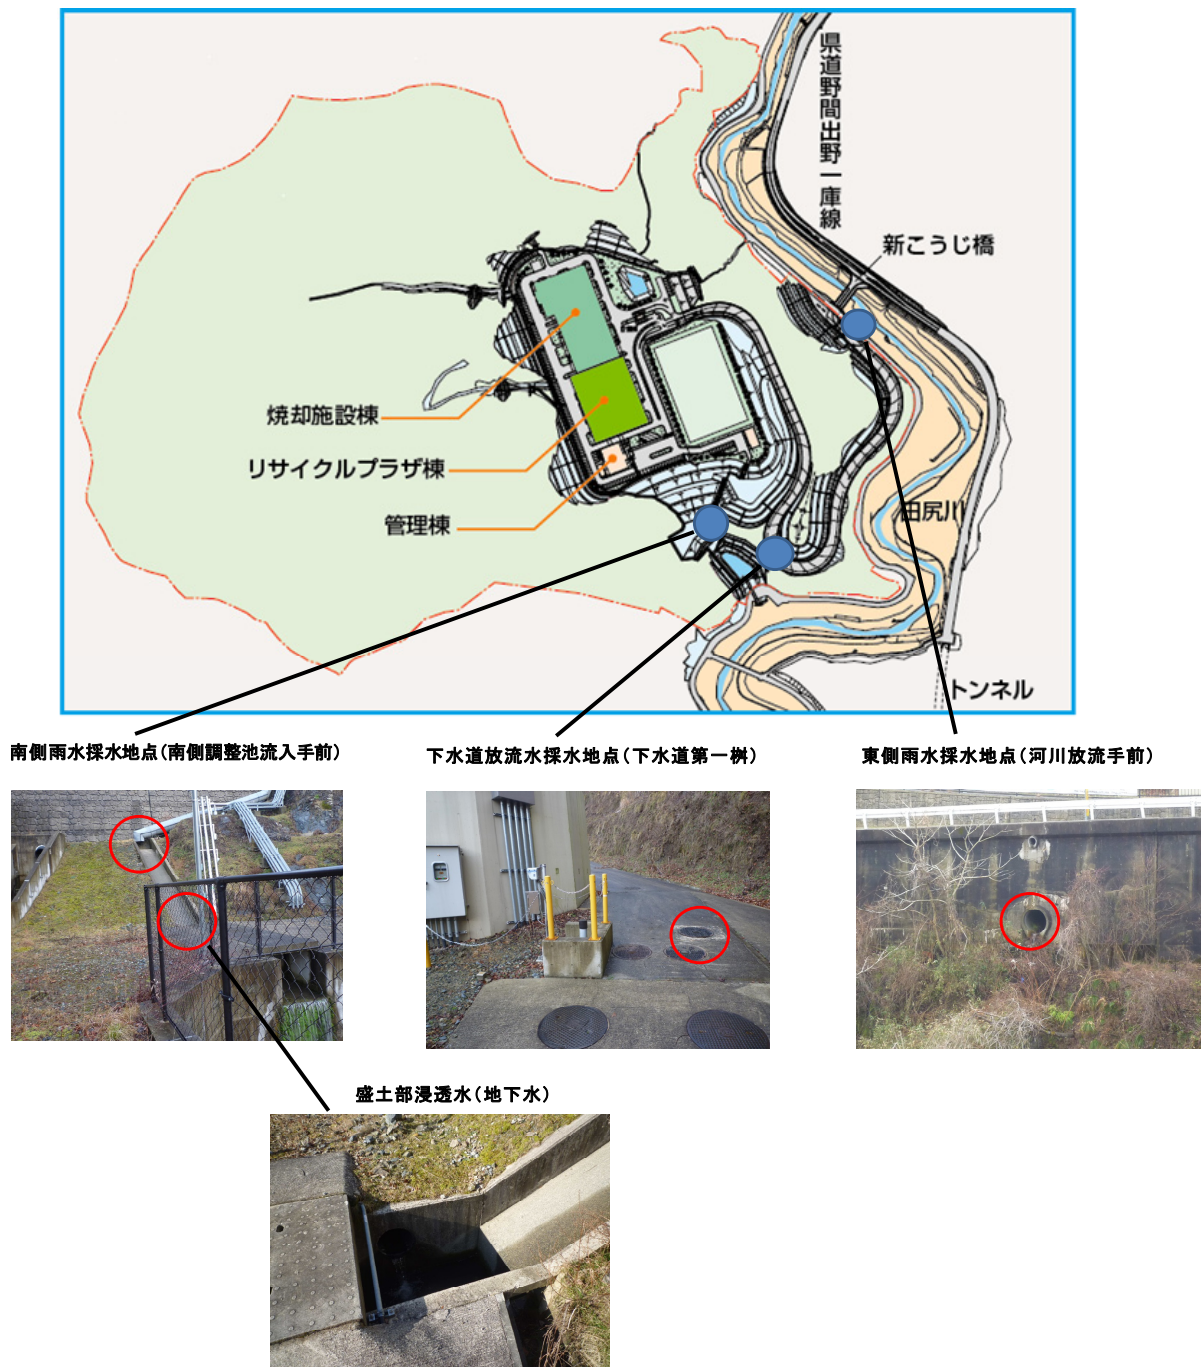 県道野間出野一庫線
新こうじ橋
焼却施設棟
リサイクルプラザ棟
管理棟
田尻川
トンネル
南側雨水採水地点(南側調整池流入手前)
下水道放流水採水地点(下水道第一桝)
東側雨水採水地点(河川放流手前)
盛土部浸透水(地下水)